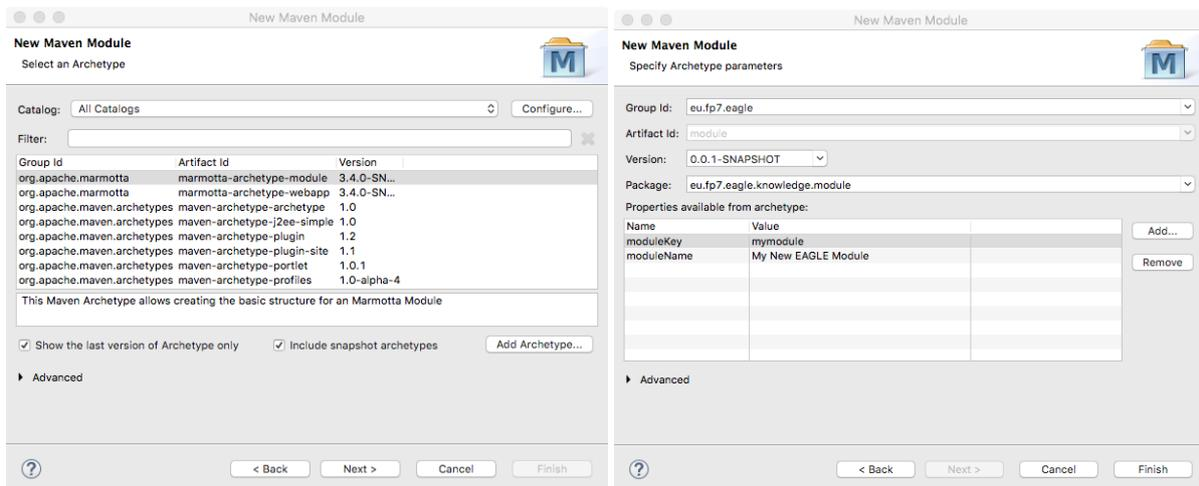 New Maven Module
New Maven Module
Select an Archetype
M
Catalog: All Catalogs Configure...
Filter:
Group Id Artifact Id Version
org.apache.marmotta marmotta-archetype-module 3.4.0-SN...
org.apache.marmotta marmotta-archetype-webapp 3.4.0-SN...
org.apache.maven.archetypes maven-archetype-archetype 1.0
org.apache.maven.archetypes maven-archetype-j2ee-simple 1.0
org.apache.maven.archetypes maven-archetype-plugin 1.2
org.apache.maven.archetypes maven-archetype-plugin-site 1.1
org.apache.maven.archetypes maven-archetype-portlet 1.0.1
org.apache.maven.archetypes maven-archetype-profiles 1.0-alpha-4
This Maven Archetype allows creating the basic structure for an Marmotta Module
Show the last version of Archetype only Include snapshot archetypes Add Archetype...
Advanced
? < Back Next > Cancel Finish
New Maven Module
New Maven Module
Specify Archetype parameters
M
Group Id: eu.fp7.eagle
Artifact Id: module
Version: 0.0.1-SNAPSHOT
Package: eu.fp7.eagle.knowledge.module
Properties available from archetype:
Name Value
Add...
moduleKey mymodule
moduleName My New EAGLE Module
Remove
Advanced
? < Back Next > Cancel Finish